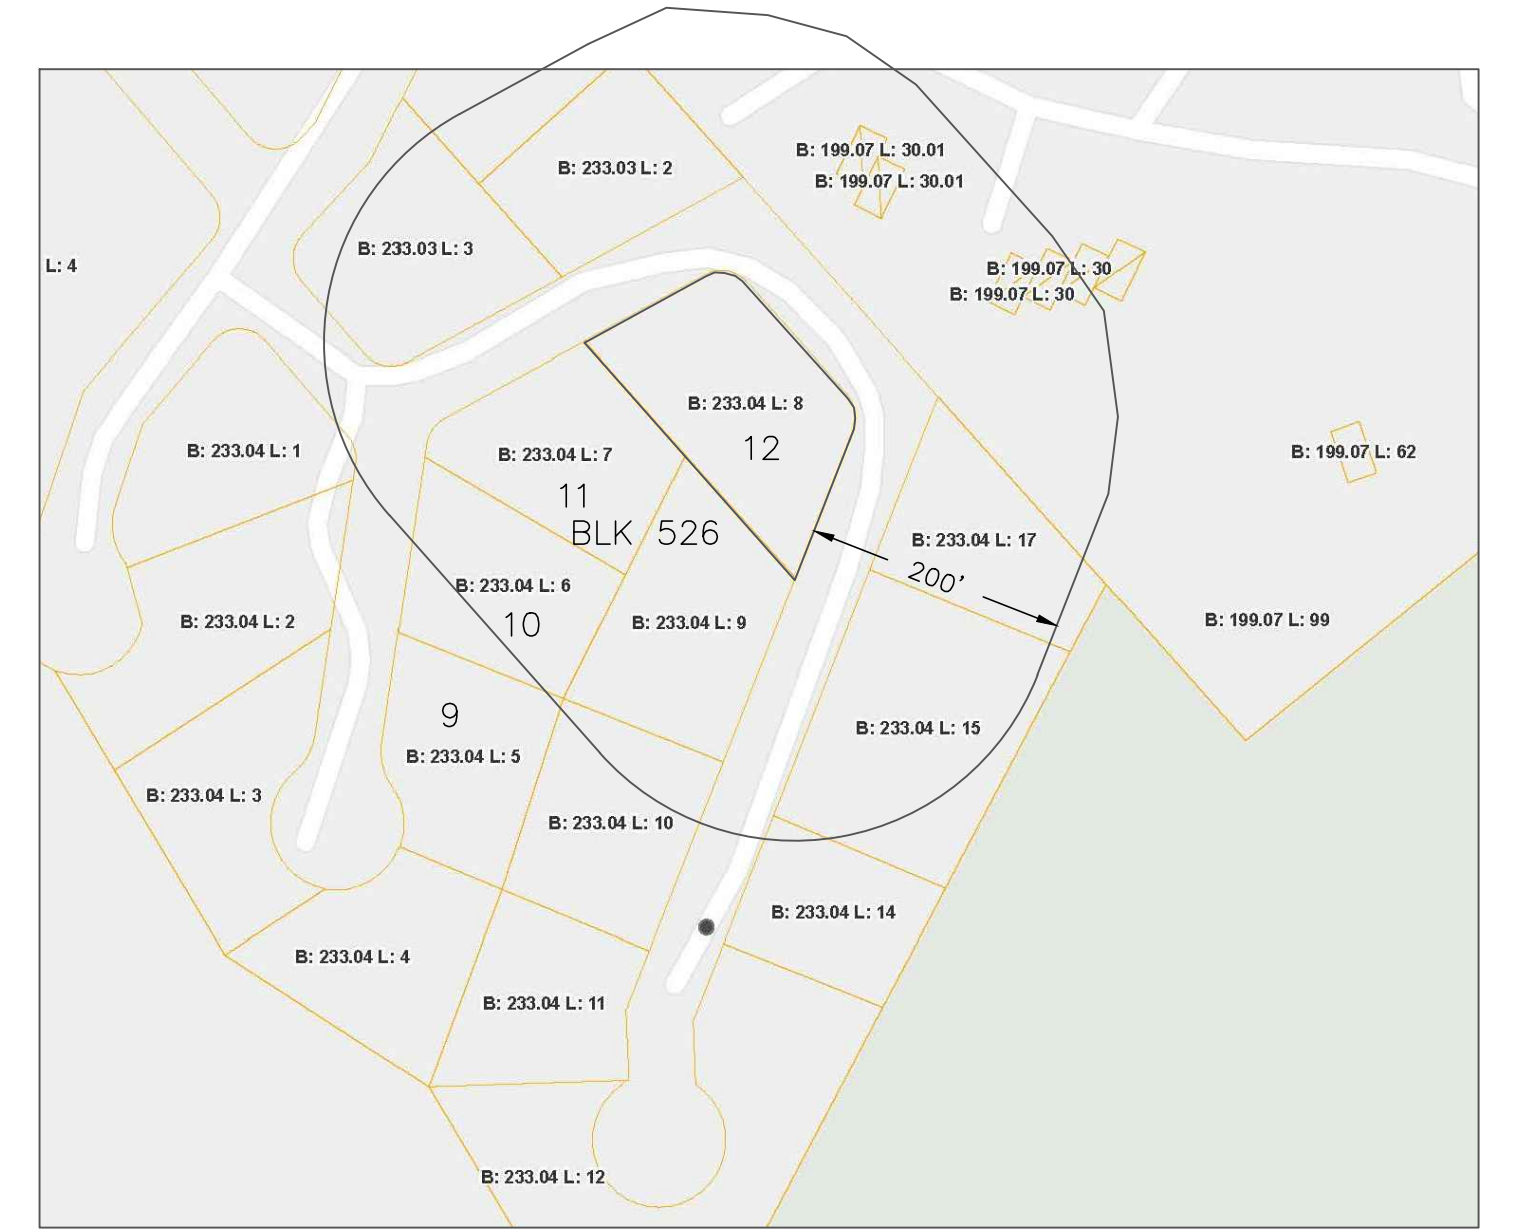 B: 199.07 L: 30.01
B: 233.03 L: 2
B: 199.07 L: 30.01
B: 233.03 L: 3
L: 4
B: 199.07 L: 30
B: 199.07 L: 30
B: 233.04 L: 8
12
B: 233.04 L: 1
B: 233.04 L: 7
B: 199.07 L: 62
11
BLK 526
B: 233.04 L: 17
200'
B: 233.04 L: 6
10
B: 233.04 L: 2
B: 233.04 L: 9
B: 199.07 L: 99
9
B: 233.04 L: 15
B: 233.04 L: 5
B: 233.04 L: 3
B: 233.04 L: 10
B: 233.04 L: 14
B: 233.04 L: 4
B: 233.04 L: 11
B: 233.04 L: 12